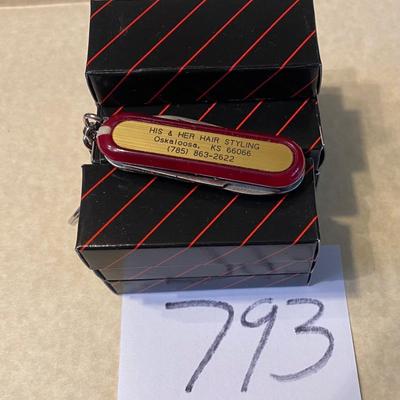 HIS & HER HAIR STYLING
Oskaloosa, KS 66066
(785) 863-2622
793